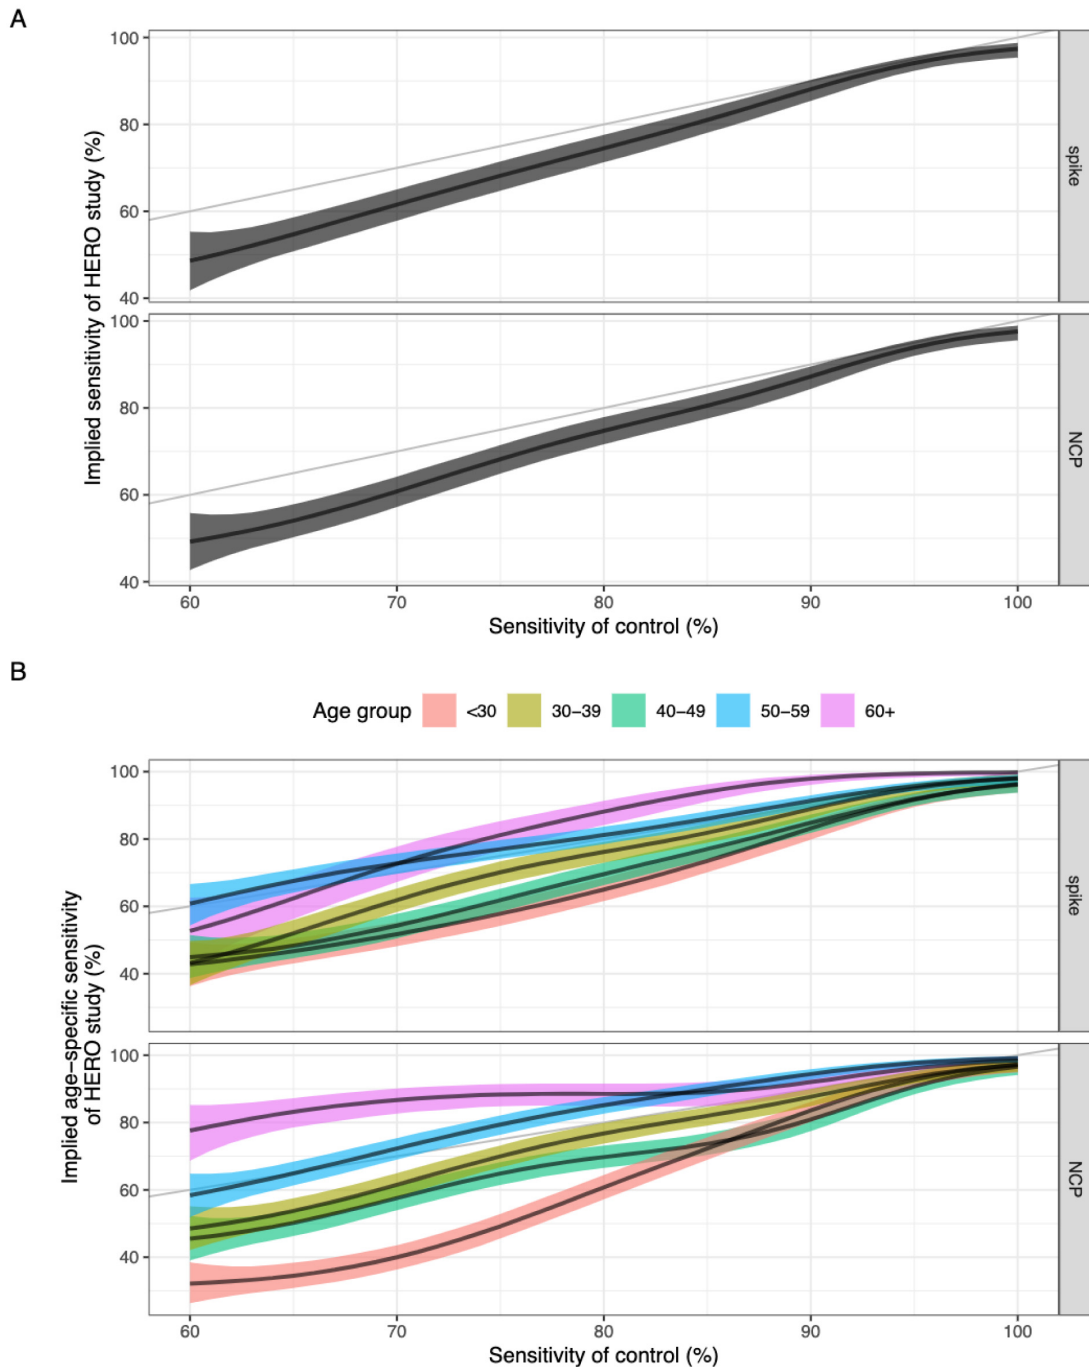 A
100
80
60
40
spike
100
80
60
40
NCP
Implied sensitivity of HERO study (%)
60 70 80 90 100
Sensitivity of control (%)
B
Age group <30 30–39 40–49 50–59 60+
100
80
60
40
spike
100
80
60
40
NCP
Implied age–specific sensitivity
of HERO study (%)
60 70 80 90 100
Sensitivity of control (%)